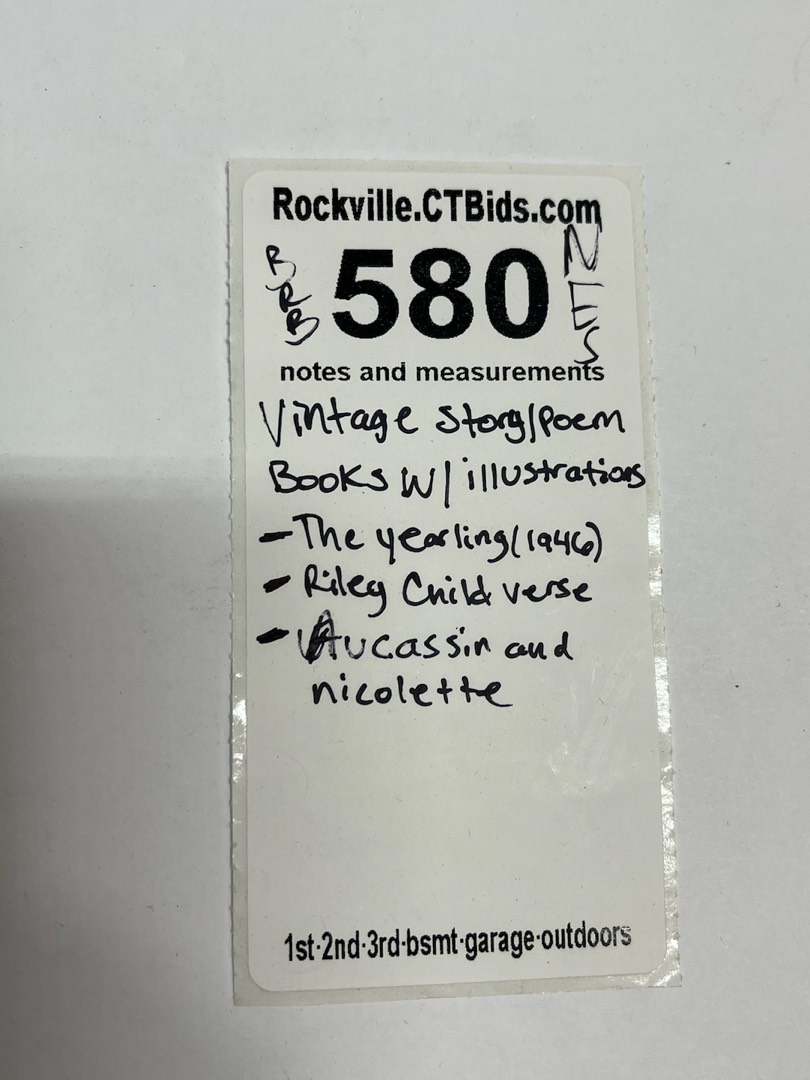 Rockville.CTBids.com
580
NES
notes and measurements
Vintage Story/Poem
Books w/ illustrations
- The yearling (1946)
- Riley Child verse
- Aucassin and
nicolette
1st·2nd·3rd·bsmt·garage·outdoors